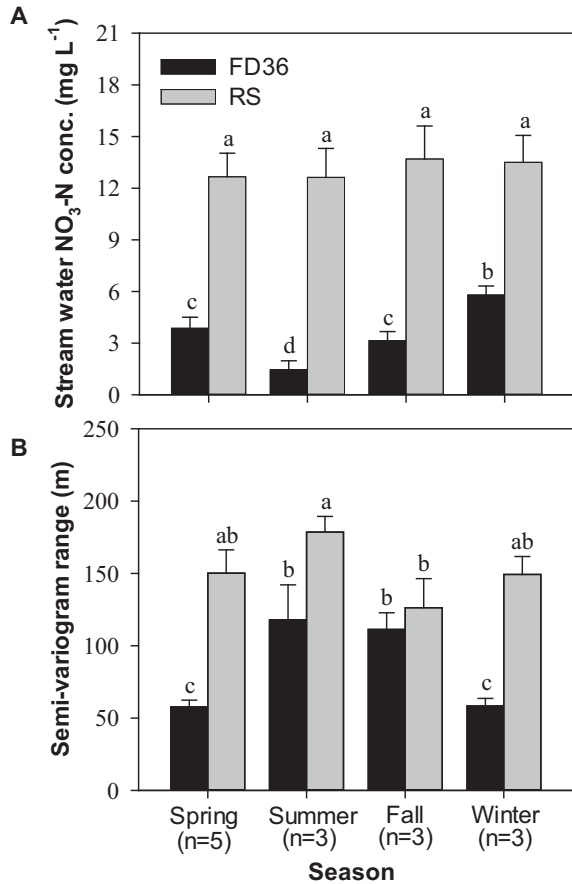 A
Stream water NO₃-N conc. (mg L⁻¹)
21
18
15
12
9
6
3
0
FD36
RS
a
a
a
a
c
d
c
b
B
Semi-variogram range (m)
250
200
150
100
50
0
ab
a
b
ab
c
b
b
c
Spring Summer Fall Winter
(n=5) (n=3) (n=3) (n=3)
Season